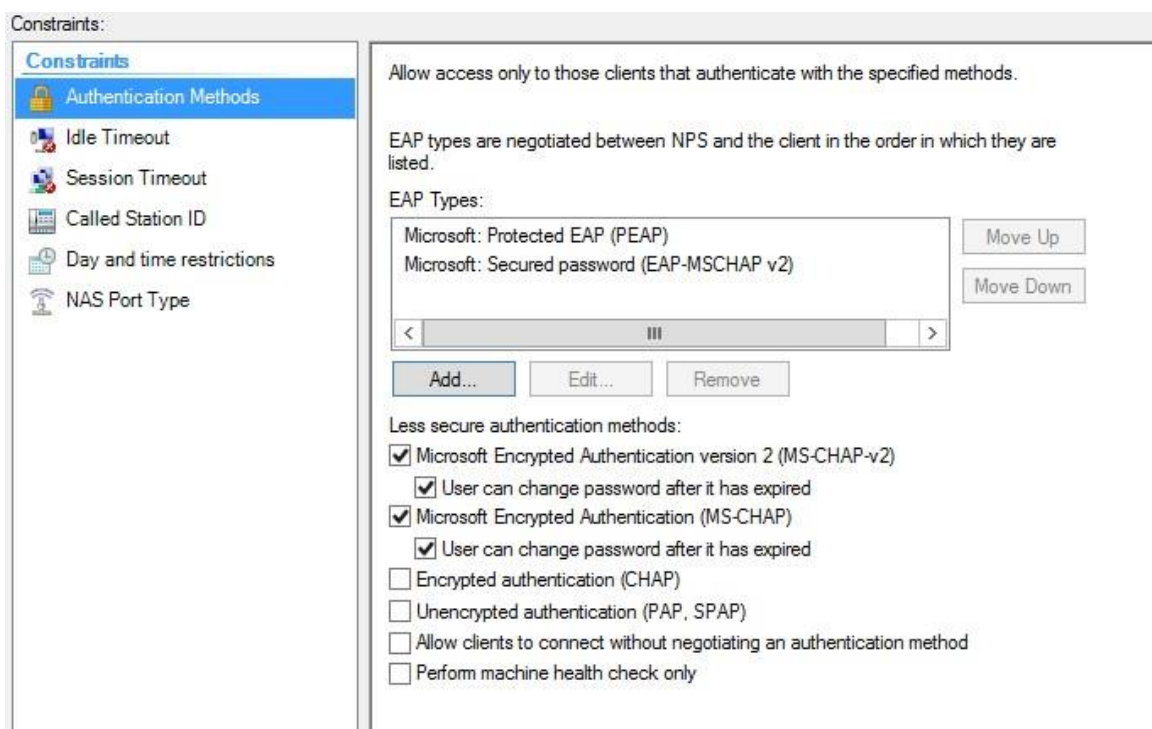 Constraints:
Constraints
Authentication Methods
Idle Timeout
Session Timeout
Called Station ID
Day and time restrictions
NAS Port Type
Allow access only to those clients that authenticate with the specified methods.
EAP types are negotiated between NPS and the client in the order in which they are
listed.
EAP Types:
Microsoft: Protected EAP (PEAP)
Microsoft: Secured password (EAP-MSCHAP v2)
Move Up
Move Down
Add...
Edit...
Remove
Less secure authentication methods:
Microsoft Encrypted Authentication version 2 (MS-CHAP-v2)
User can change password after it has expired
Microsoft Encrypted Authentication (MS-CHAP)
User can change password after it has expired
Encrypted authentication (CHAP)
Unencrypted authentication (PAP, SPAP)
Allow clients to connect without negotiating an authentication method
Perform machine health check only